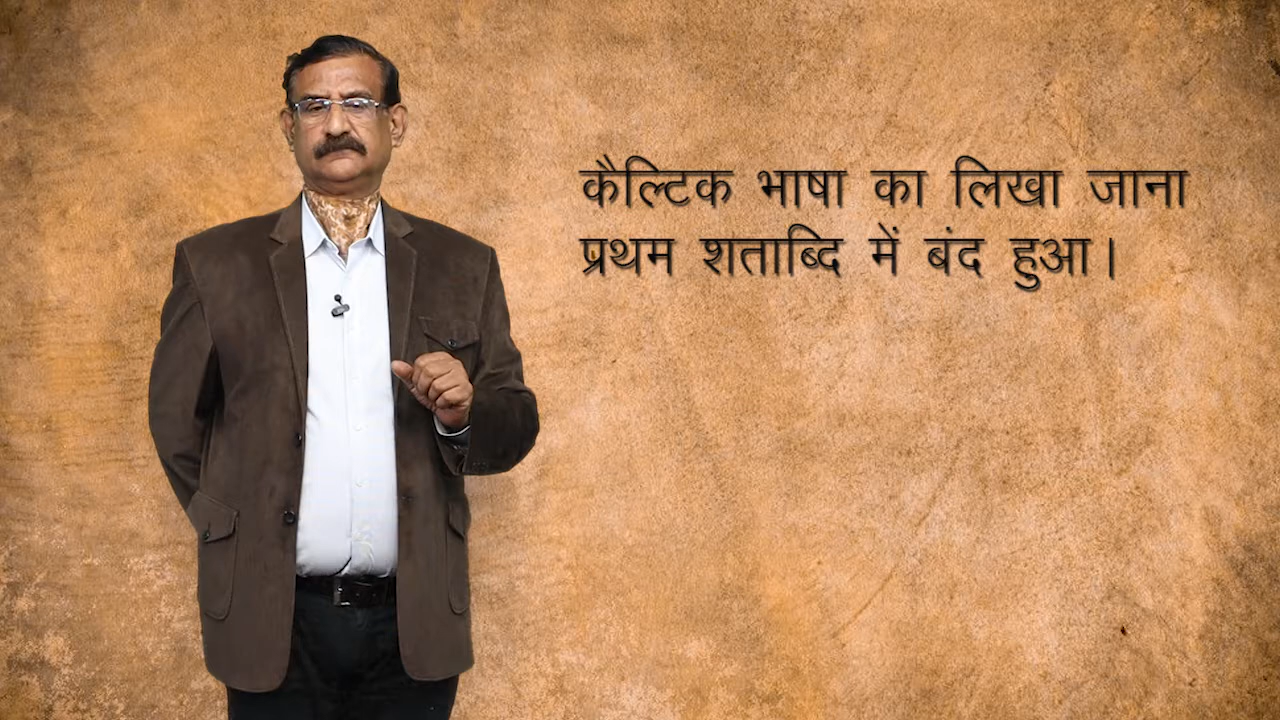 कैल्टिक भाषा का लिखा जाना
प्रथम शताब्दि में बंद हुआ।